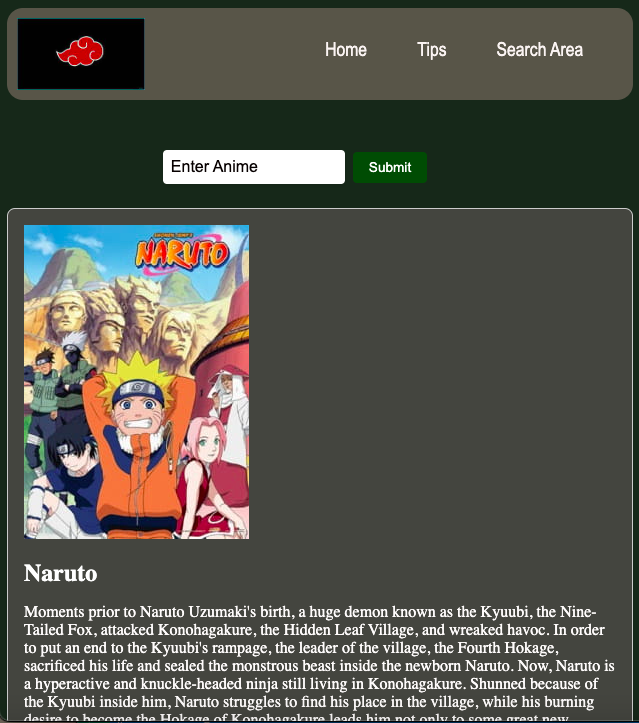 Home Tips Search Area
Enter Anime Submit
SHONEN JUMP'S
NARUTO
Naruto
Moments prior to Naruto Uzumaki's birth, a huge demon known as the Kyuubi, the Nine-
Tailed Fox, attacked Konohagakure, the Hidden Leaf Village, and wreaked havoc. In order
to put an end to the Kyuubi's rampage, the leader of the village, the Fourth Hokage,
sacrificed his life and sealed the monstrous beast inside the newborn Naruto. Now, Naruto is
a hyperactive and knuckle-headed ninja still living in Konohagakure. Shunned because of
the Kyuubi inside him, Naruto struggles to find his place in the village, while his burning
desire to become the Hokage of Konohagakure leads him not only to some great new